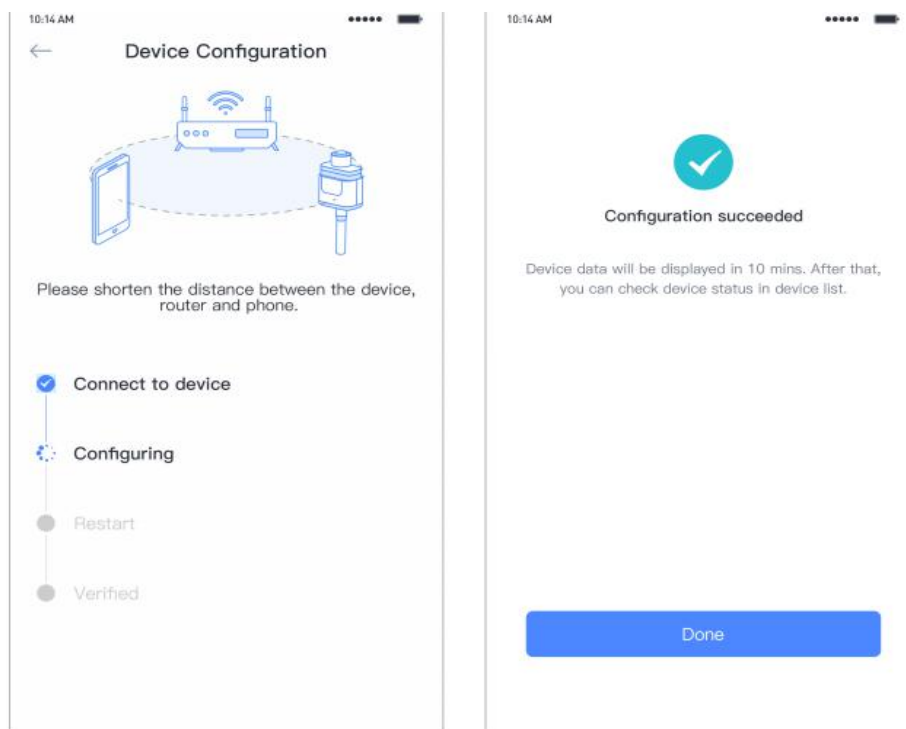 10:14 AM
Device Configuration
Please shorten the distance between the device,
router and phone.
Connect to device
Configuring
Restart
Verified
10:14 AM
Configuration succeeded
Device data will be displayed in 10 mins. After that,
you can check device status in device list.
Done